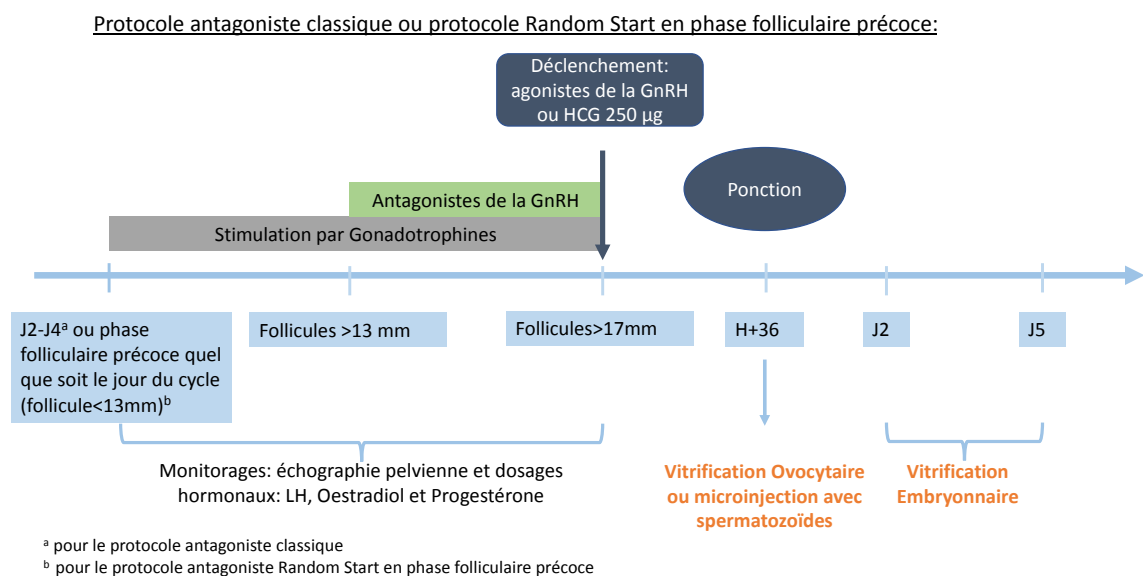 Protocole antagoniste classique ou protocole Random Start en phase folliculaire précoce:
Déclenchement:
agonistes de la GnRH
ou HCG 250 µg
Ponction
Antagonistes de la GnRH
Stimulation par Gonadotrophines
J2-J4ᵃ ou phase
folliculaire précoce quel
que soit le jour du cycle
(follicule<13mm)ᵇ
Follicules >13 mm
Follicules>17mm
H+36
J2
J5
Monitorages: échographie pelvienne et dosages
hormonaux: LH, Oestradiol et Progestérone
Vitrification Ovocytaire
ou microinjection avec
spermatozoïdes
Vitrification
Embryonnaire
ᵃ pour le protocole antagoniste classique
ᵇ pour le protocole antagoniste Random Start en phase folliculaire précoce